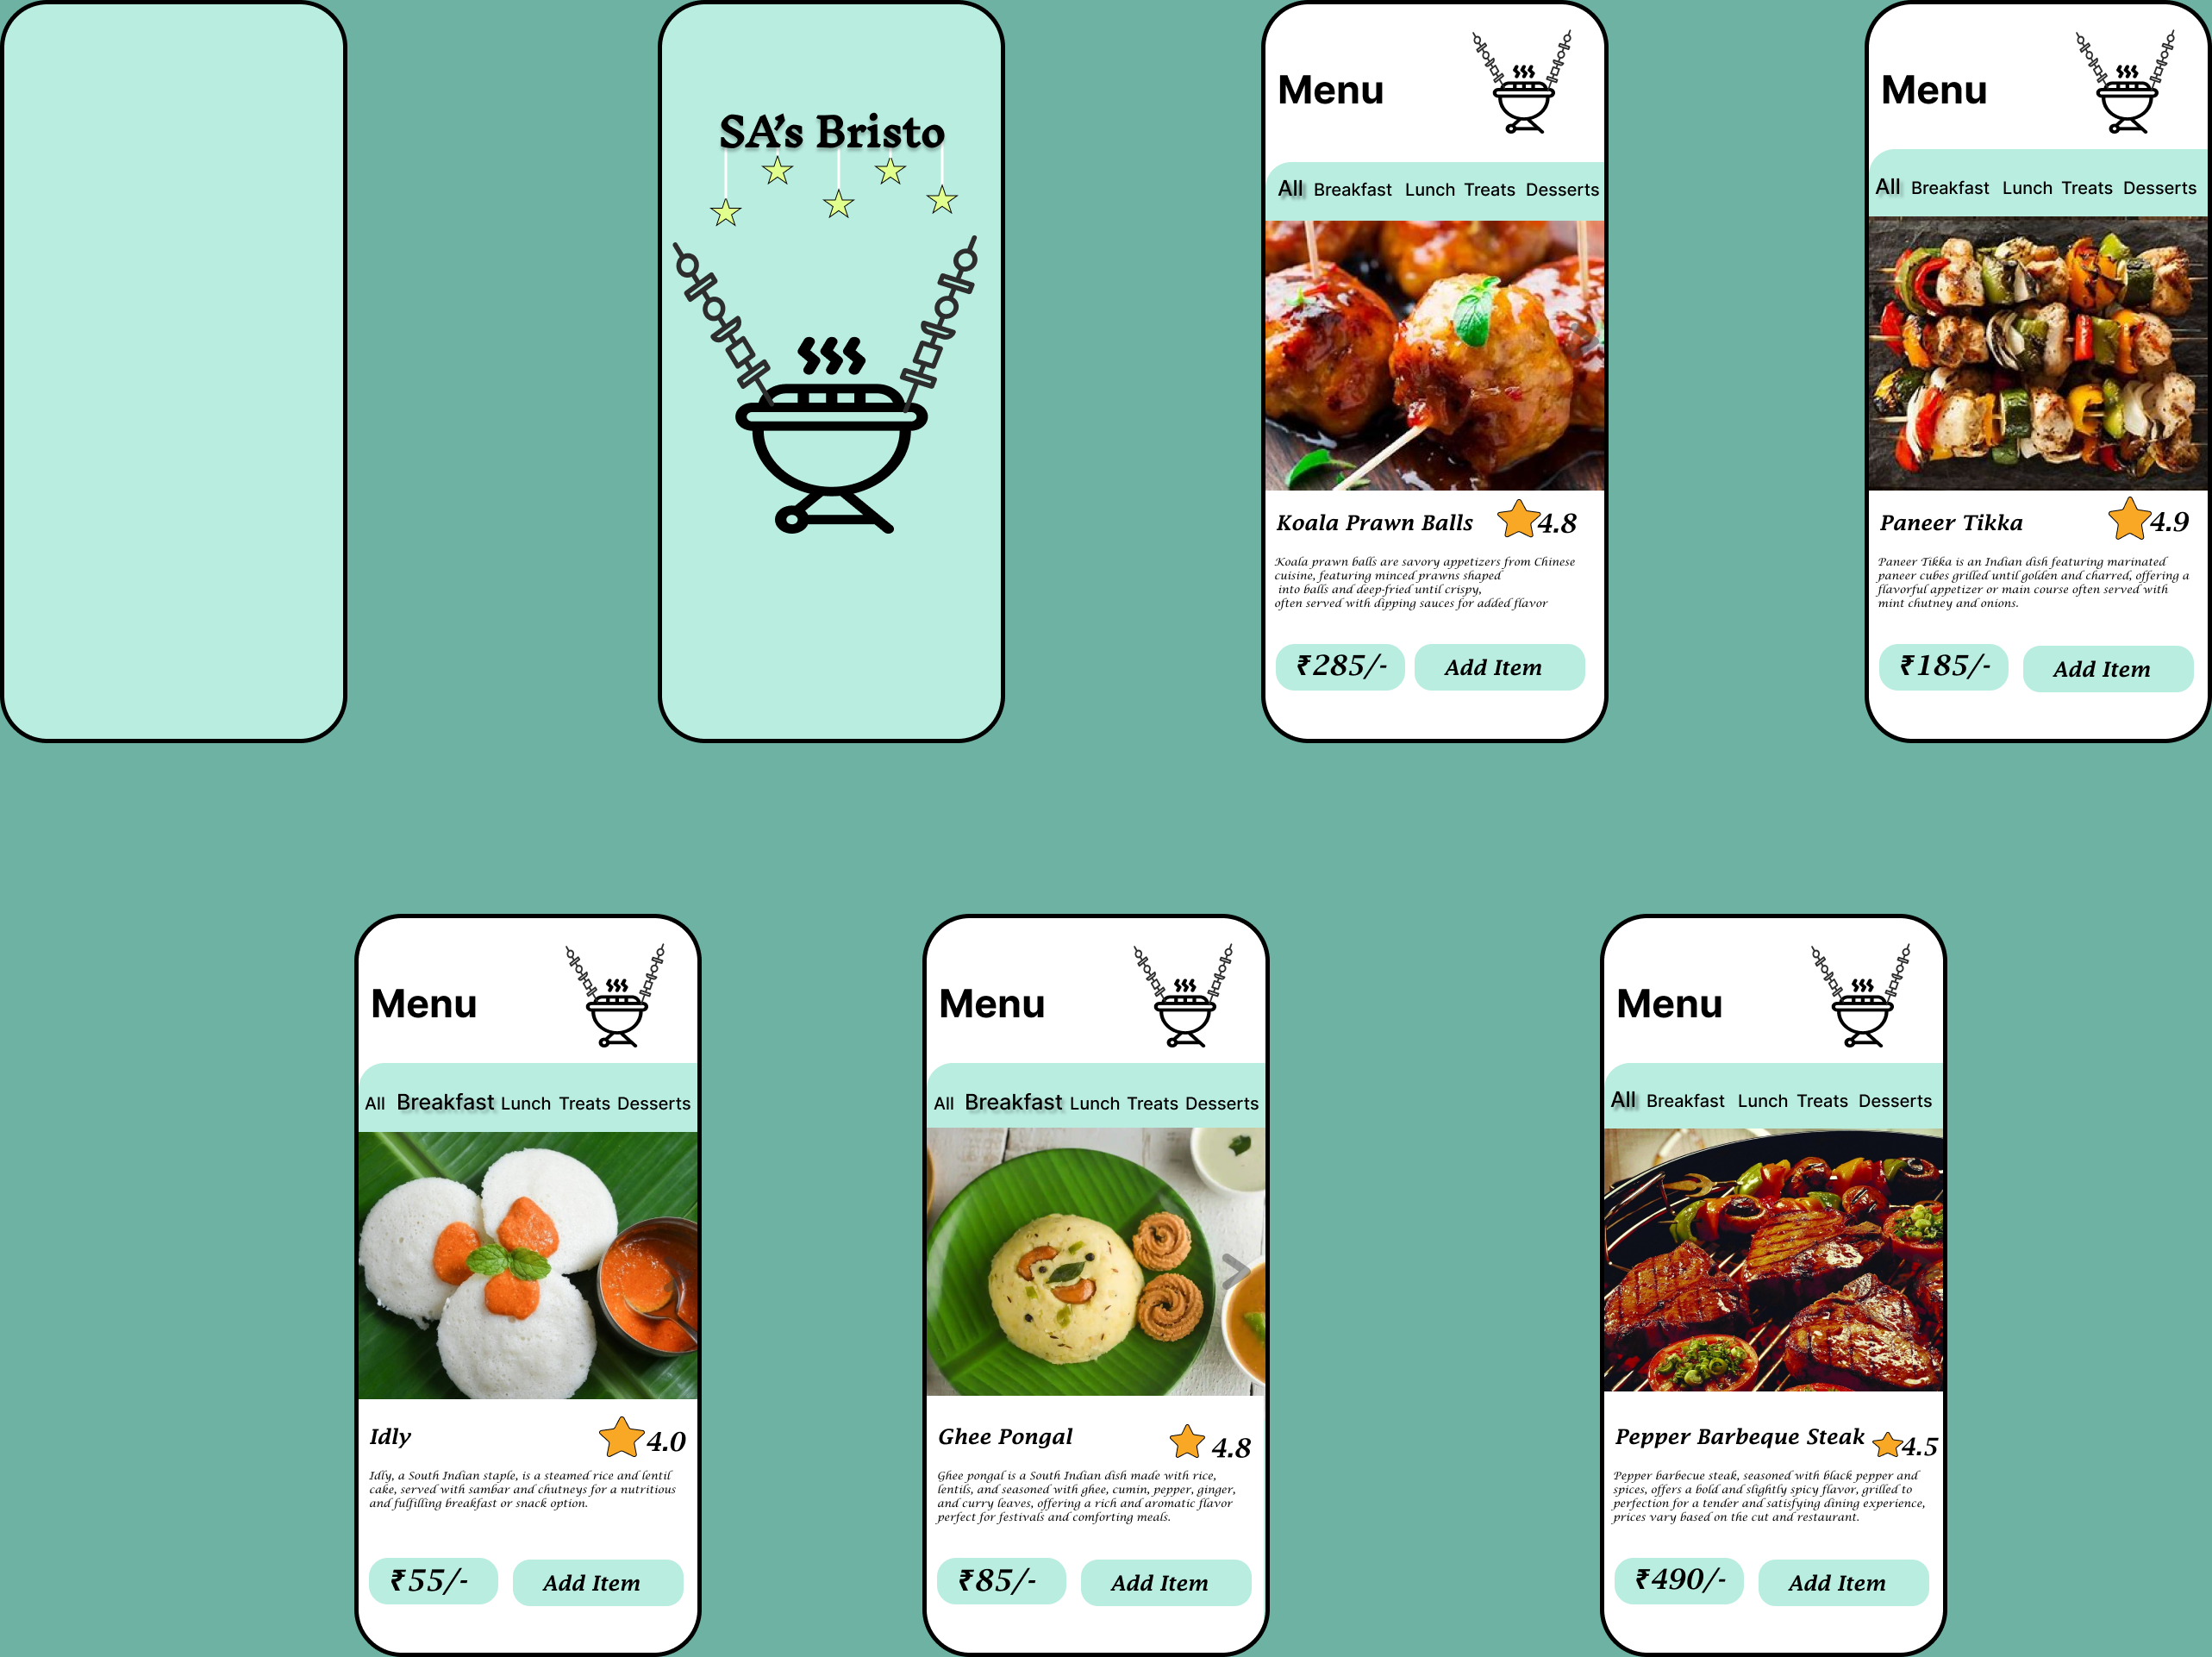 SA's Bristo
Menu
All Breakfast Lunch Treats Desserts
Koala Prawn Balls 4.8
Koala prawn balls are savory appetizers from Chinese
cuisine, featuring minced prawns shaped
into balls and deep-fried until crispy,
often served with dipping sauces for added flavor
₹285/- Add Item
Menu
All Breakfast Lunch Treats Desserts
Paneer Tikka 4.9
Paneer Tikka is an Indian dish featuring marinated
paneer cubes grilled until golden and charred, offering a
flavorful appetizer or main course often served with
mint chutney and onions.
₹185/- Add Item
Menu
All Breakfast Lunch Treats Desserts
Idly 4.0
Idly, a South Indian staple, is a steamed rice and lentil
cake, served with sambar and chutneys for a nutritious
and fulfilling breakfast or snack option.
₹55/- Add Item
Menu
All Breakfast Lunch Treats Desserts
Ghee Pongal 4.8
Ghee pongal is a South Indian dish made with rice,
lentils, and seasoned with ghee, cumin, pepper, ginger,
and curry leaves, offering a rich and aromatic flavor
perfect for festivals and comforting meals.
₹85/- Add Item
Menu
All Breakfast Lunch Treats Desserts
Pepper Barbeque Steak 4.5
Pepper barbecue steak, seasoned with black pepper and
spices, offers a bold and slightly spicy flavor, grilled to
perfection for a tender and satisfying dining experience,
prices vary based on the cut and restaurant.
₹490/- Add Item